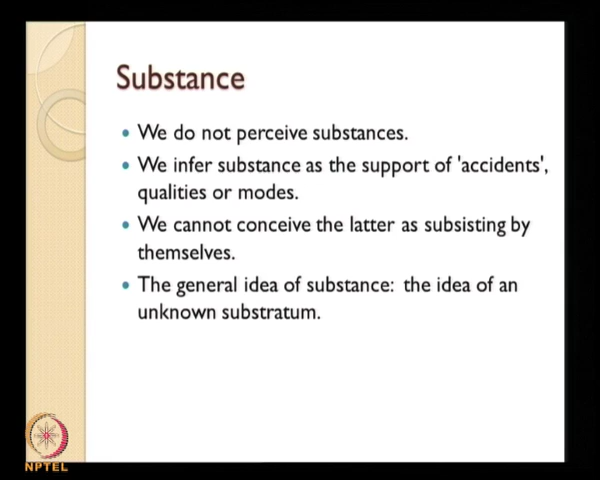 Substance
• We do not perceive substances.
• We infer substance as the support of 'accidents',
qualities or modes.
• We cannot conceive the latter as subsisting by
themselves.
• The general idea of substance: the idea of an
unknown substratum.
NPTEL